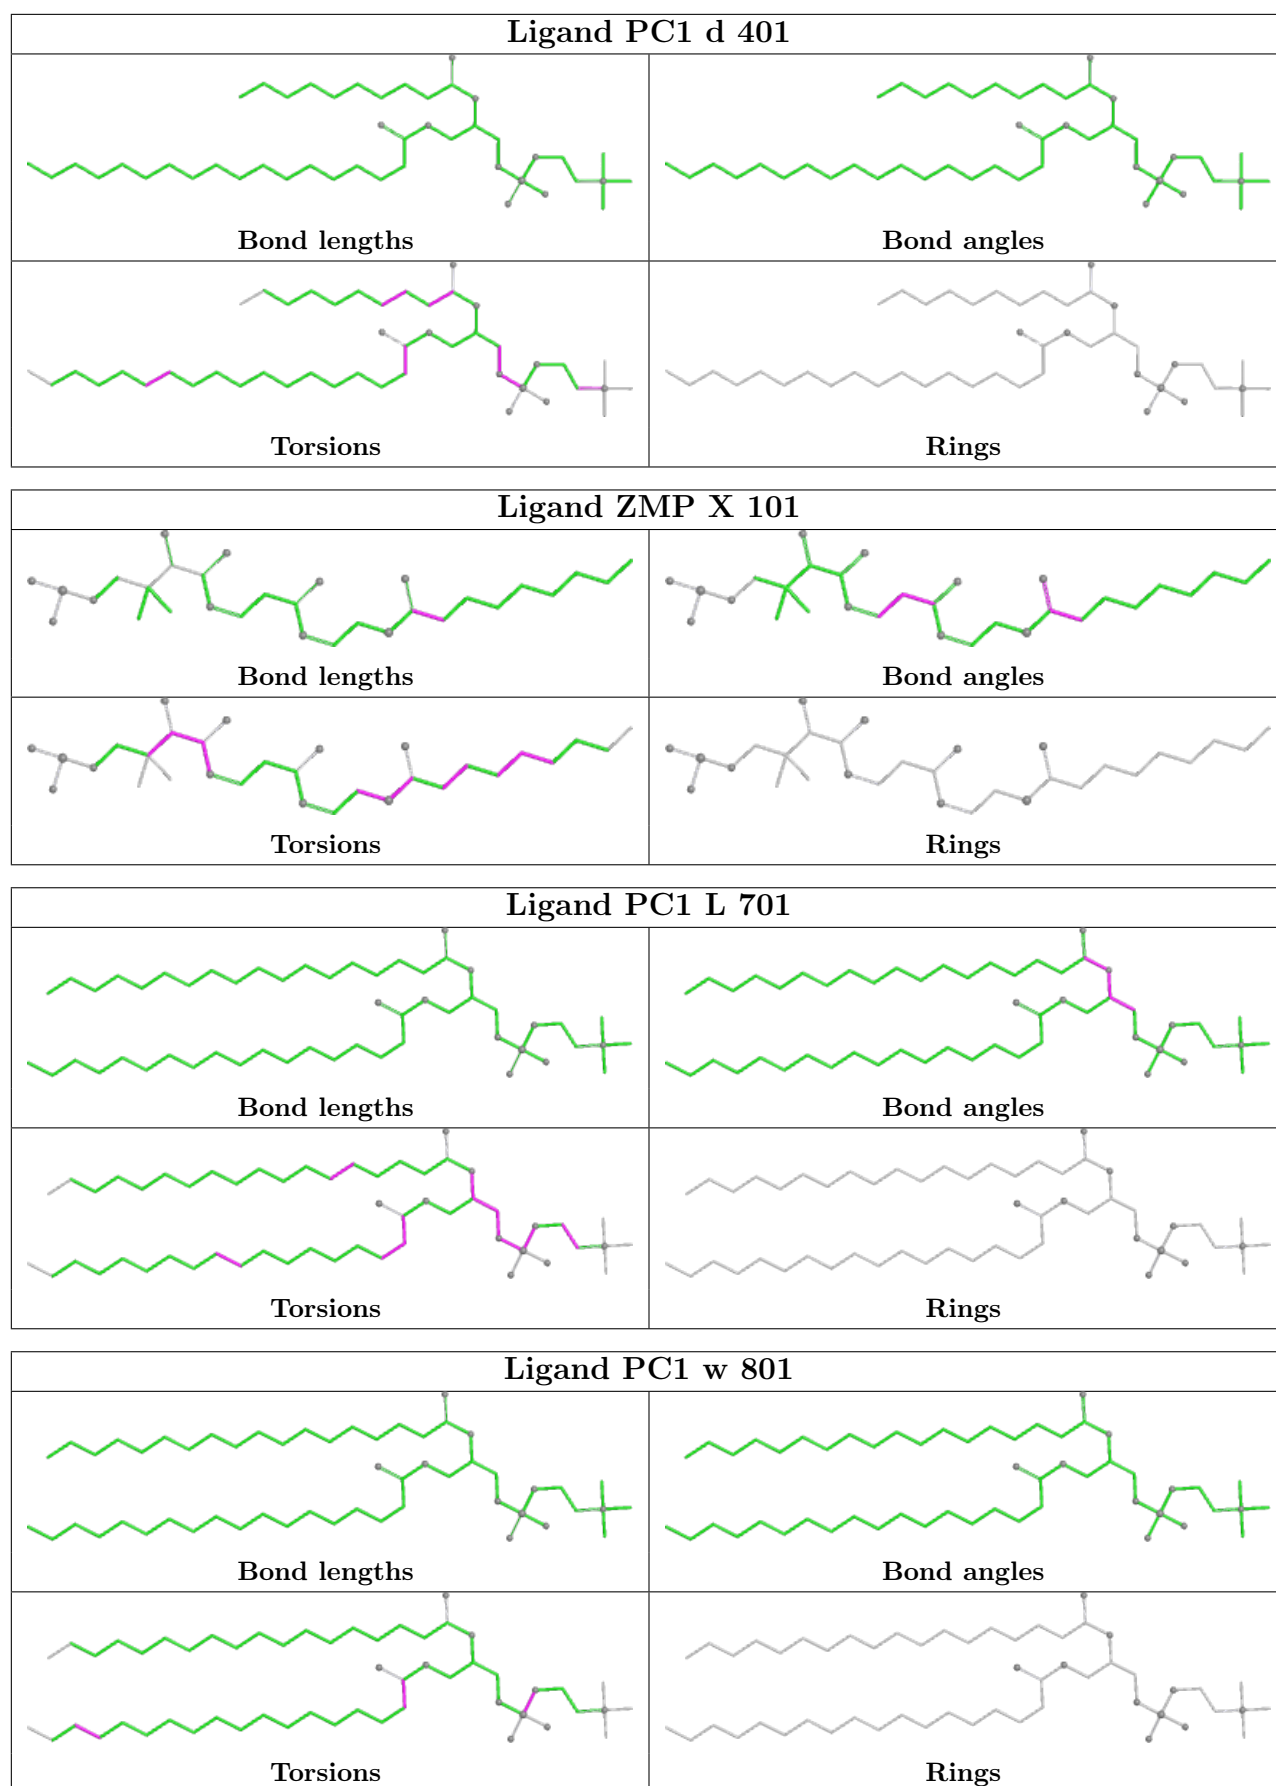 Ligand PC1 d 401
Bond lengths
Bond angles
Torsions
Rings
Ligand ZMP X 101
Bond lengths
Bond angles
Torsions
Rings
Ligand PC1 L 701
Bond lengths
Bond angles
Torsions
Rings
Ligand PC1 w 801
Bond lengths
Bond angles
Torsions
Rings